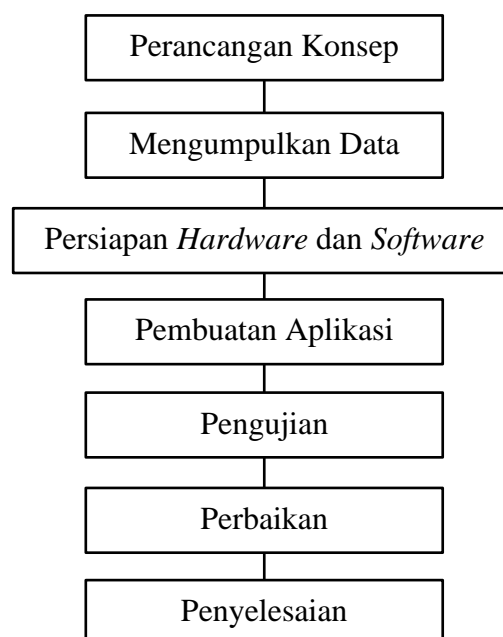 Perancangan Konsep
Mengumpulkan Data
Persiapan Hardware dan Software
Pembuatan Aplikasi
Pengujian
Perbaikan
Penyelesaian